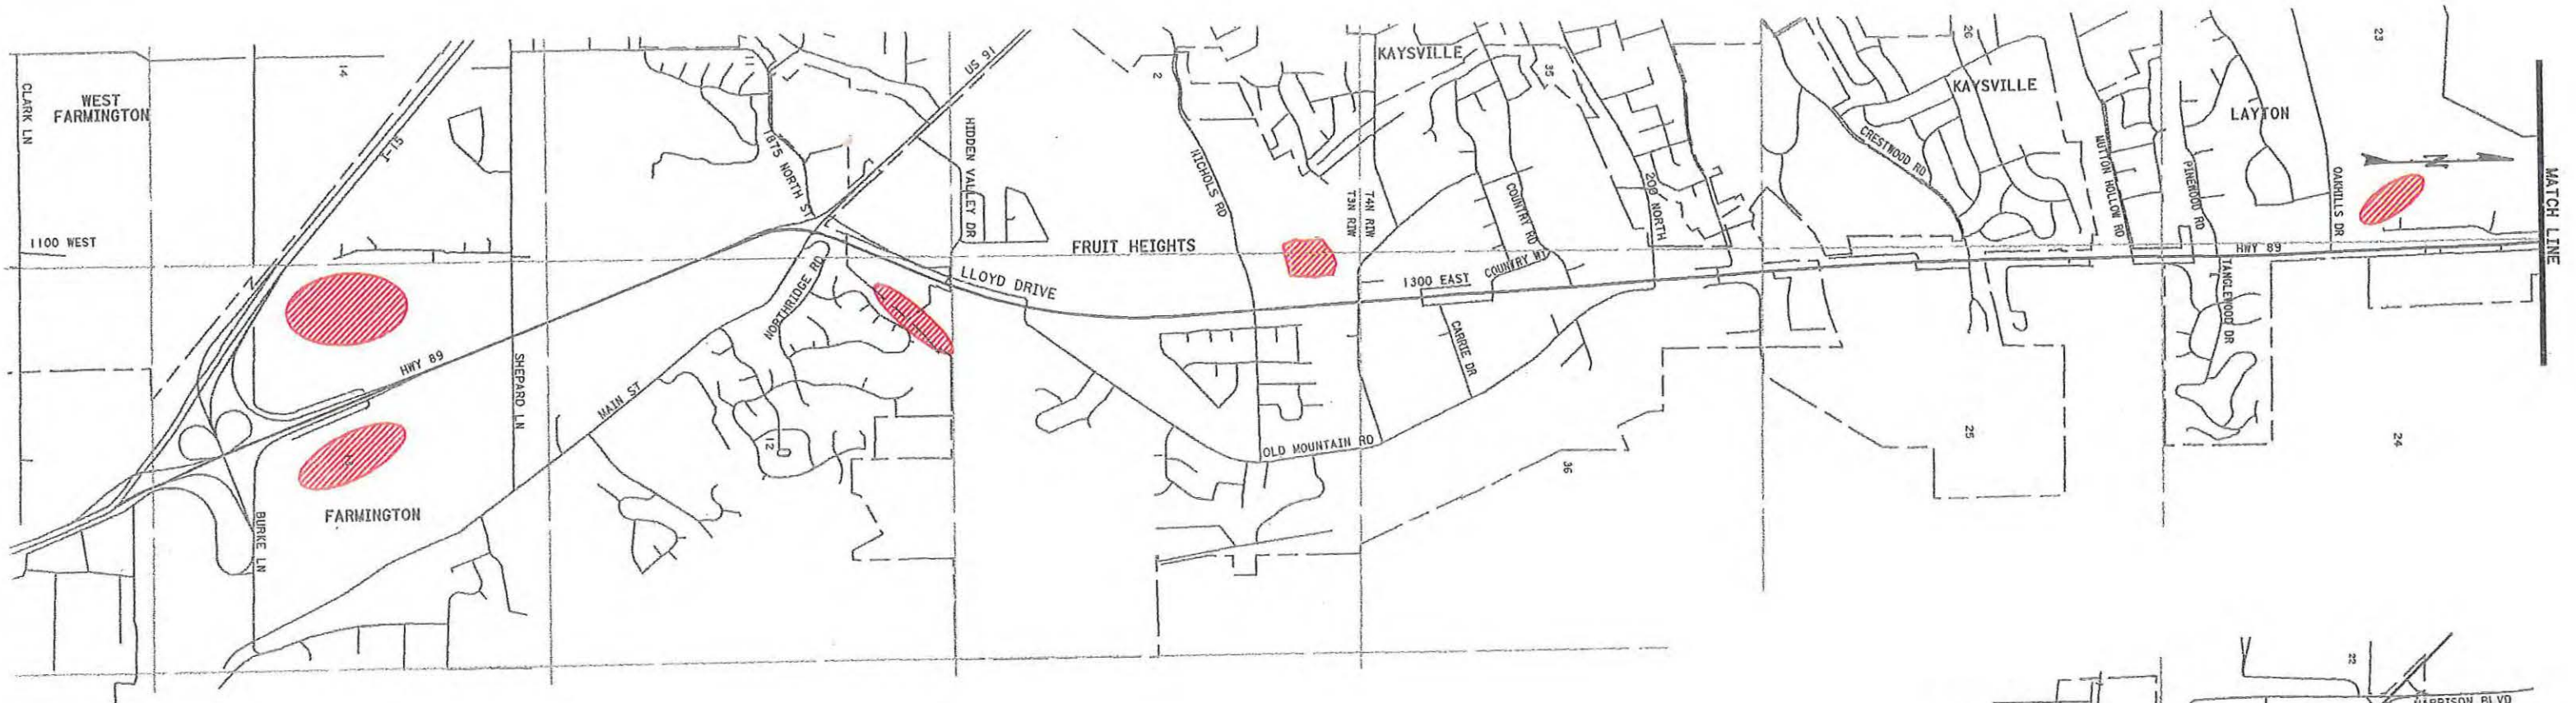 CLARK LN
WEST
FARMINGTON
14
I-15
1100 WEST
HWY 89
SHEPARD LN
BURKE LN
FARMINGTON
MAIN ST
11
1875 NORTH ST
NORTHRIDGE RD
12
US 91
HIDDEN VALLEY DR
LLOYD DRIVE
FRUIT HEIGHTS
2
NICHOLS RD
OLD MOUNTAIN RD
KAYSVILLE
T4N R1W
T3N R1W
35
COUNTRY RD
COUNTRY WY
1300 EAST
CARRIE DR
36
200 NORTH
KAYSVILLE
26
CRESTWOOD RD
25
MUTTON HOLLOW RD
PINEWOOD RD
LAYTON
TANGLEWOOD DR
OAKHILLS DR
HWY 89
23
N
24
MATCH LINE
22
HARRISON BLVD